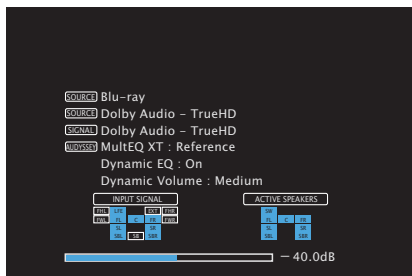 SOURCE Blu-ray
SOURCE Dolby Audio - TrueHD
SIGNAL Dolby Audio - TrueHD
AUDYSSEY MultEQ XT : Reference
Dynamic EQ : On
Dynamic Volume : Medium
INPUT SIGNAL ACTIVE SPEAKERS
FHL LFE EXT FHR SW
FWL FL C FR FWR FL C FR
SL SR SL SR
SBL SB SBR SBL SBR
- 40.0dB